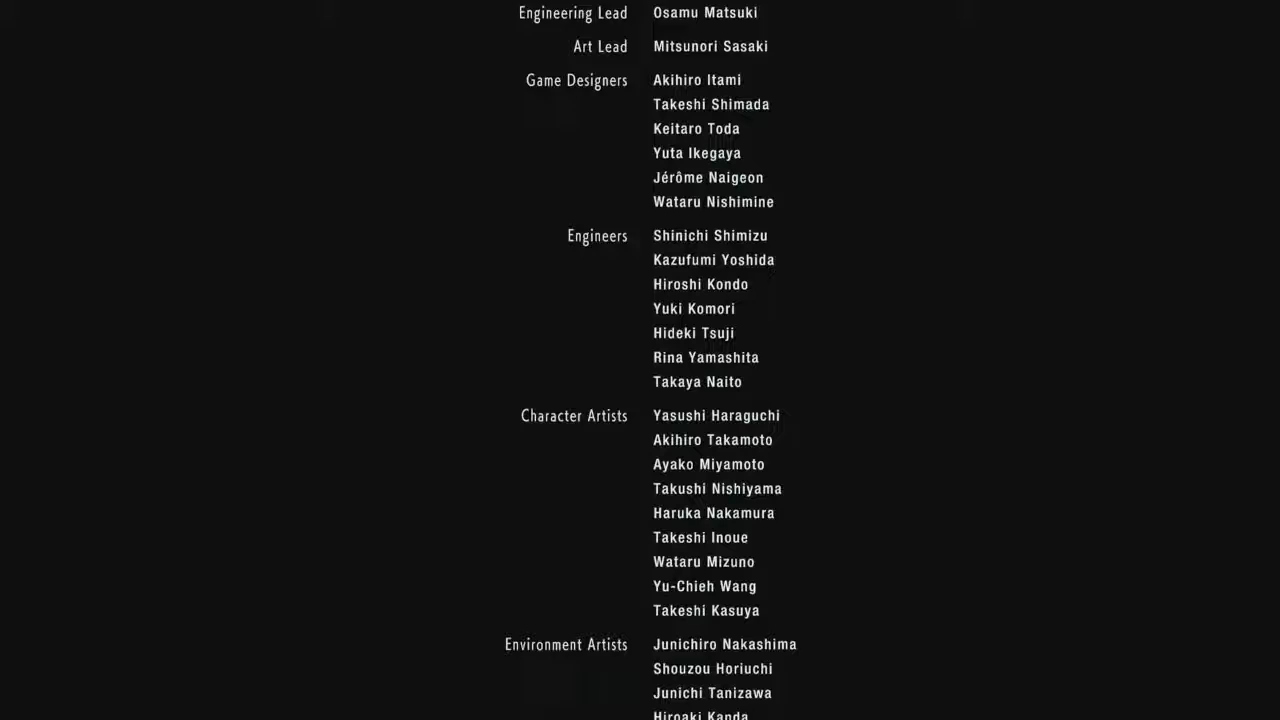 Engineering Lead Osamu Matsuki
Art Lead Mitsunori Sasaki
Game Designers Akihiro Itami
Takeshi Shimada
Keitaro Toda
Yuta Ikegaya
Jérôme Naigeon
Wataru Nishimine
Engineers Shinichi Shimizu
Kazufumi Yoshida
Hiroshi Kondo
Yuki Komori
Hideki Tsuji
Rina Yamashita
Takaya Naito
Character Artists Yasushi Haraguchi
Akihiro Takamoto
Ayako Miyamoto
Takushi Nishiyama
Haruka Nakamura
Takeshi Inoue
Wataru Mizuno
Yu-Chieh Wang
Takeshi Kasuya
Environment Artists Junichiro Nakashima
Shouzou Horiuchi
Junichi Tanizawa
Hiroaki Kanda